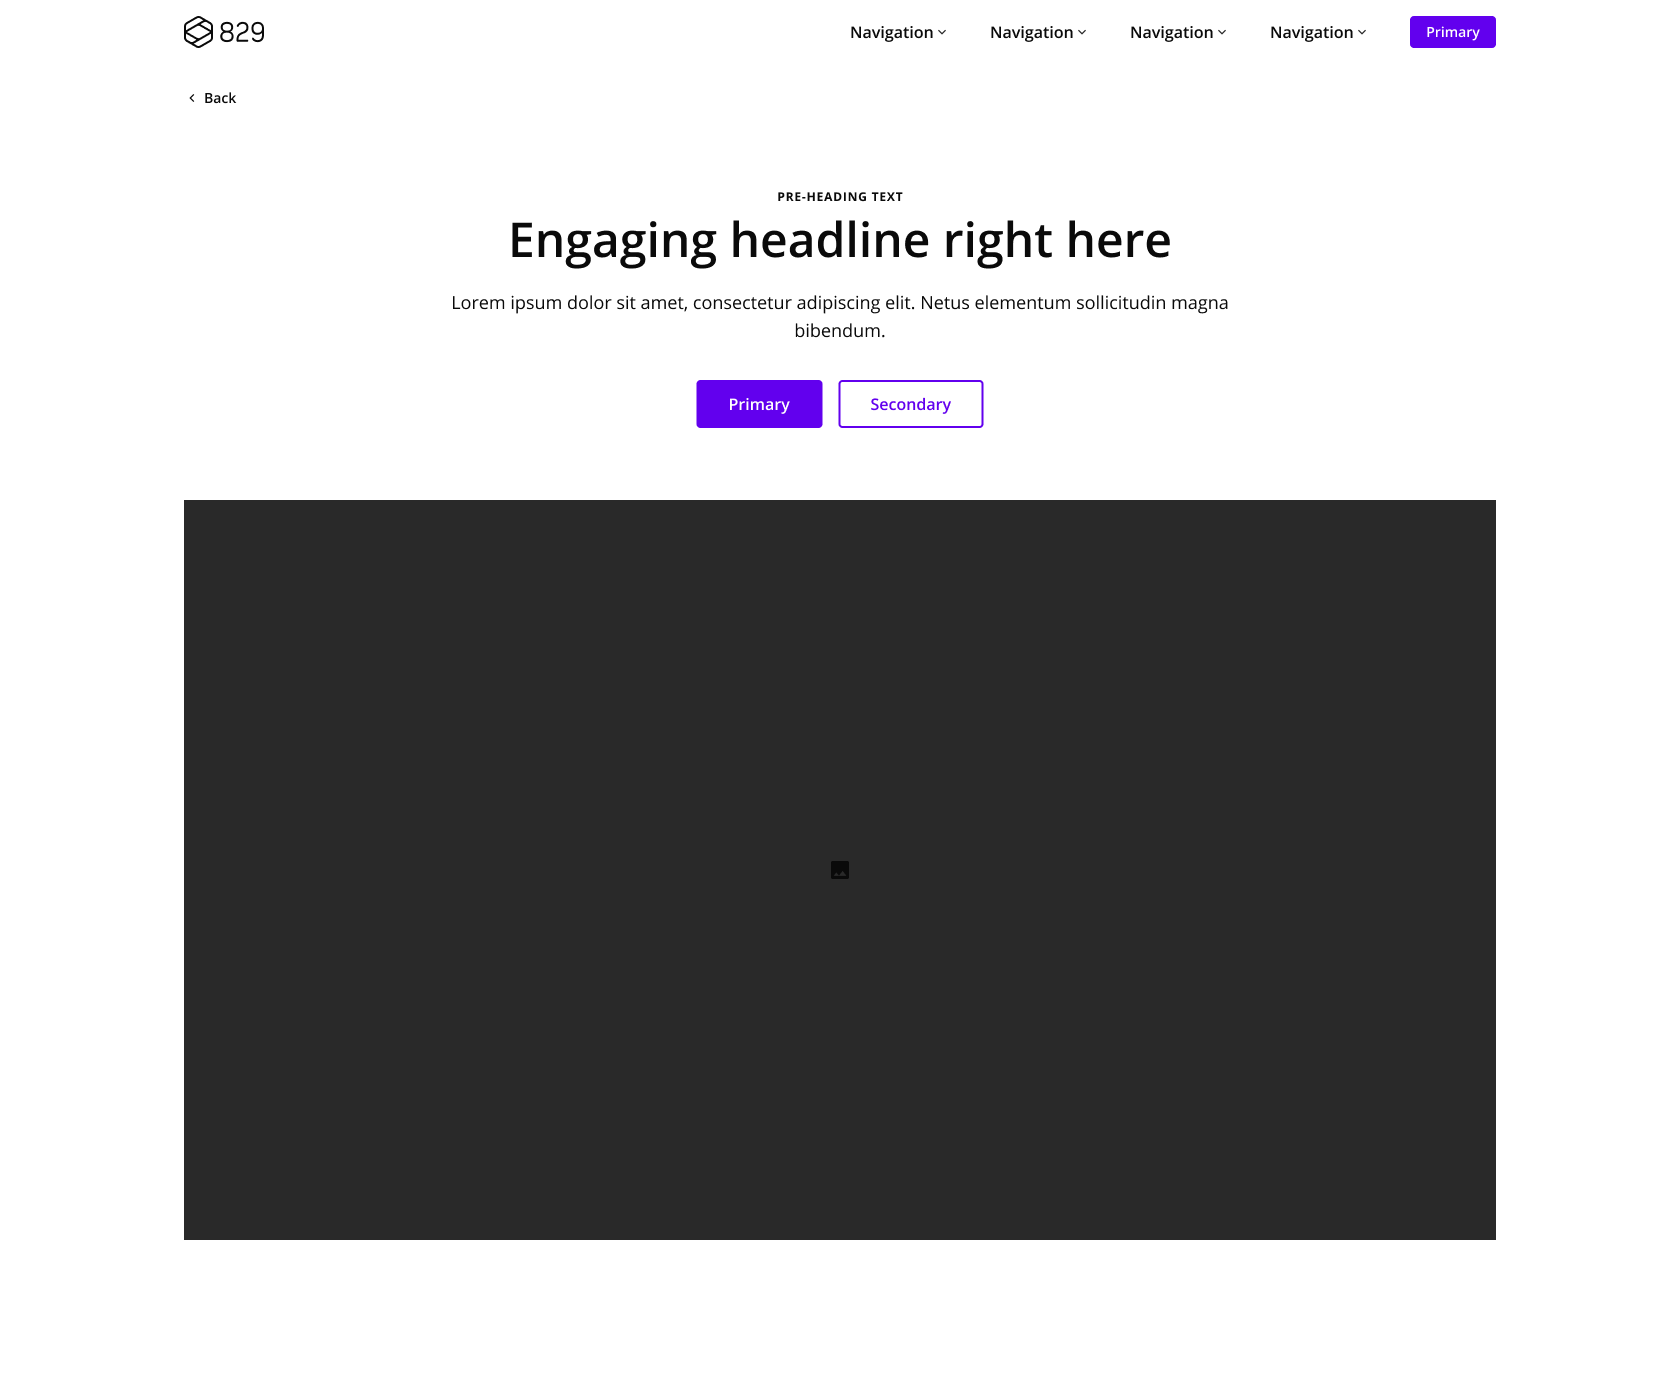 829
Navigation
Navigation
Navigation
Navigation
Primary
Back
PRE-HEADING TEXT
Engaging headline right here
Lorem ipsum dolor sit amet, consectetur adipiscing elit. Netus elementum sollicitudin magna
bibendum.
Primary
Secondary